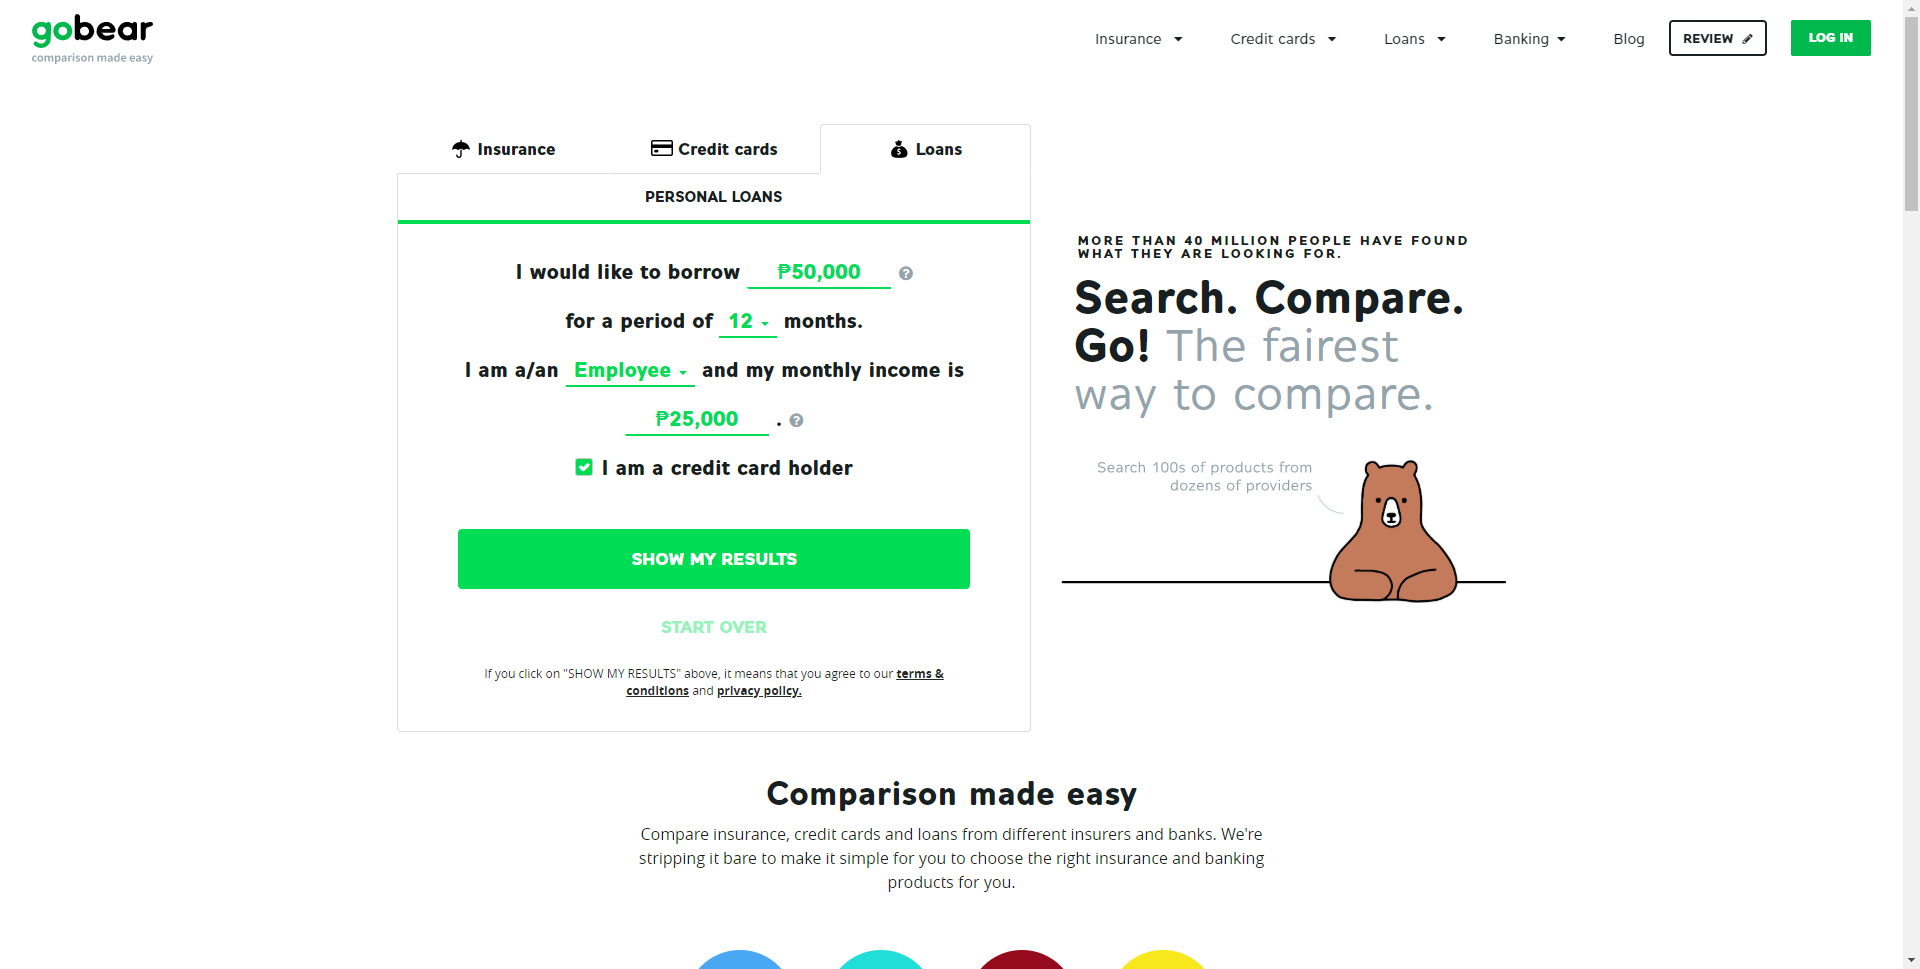 gobear
comparison made easy
Insurance
Credit cards
Loans
Banking
Blog
REVIEW
LOG IN
Insurance
Credit cards
Loans
PERSONAL LOANS
I would like to borrow ₱50,000 ?
for a period of 12 months.
I am a/an Employee and my monthly income is
₱25,000 . ?
I am a credit card holder
SHOW MY RESULTS
START OVER
If you click on "SHOW MY RESULTS" above, it means that you agree to our terms &
conditions and privacy policy.
MORE THAN 40 MILLION PEOPLE HAVE FOUND
WHAT THEY ARE LOOKING FOR.
Search. Compare.
Go! The fairest
way to compare.
Search 100s of products from
dozens of providers
Comparison made easy
Compare insurance, credit cards and loans from different insurers and banks. We're
stripping it bare to make it simple for you to choose the right insurance and banking
products for you.